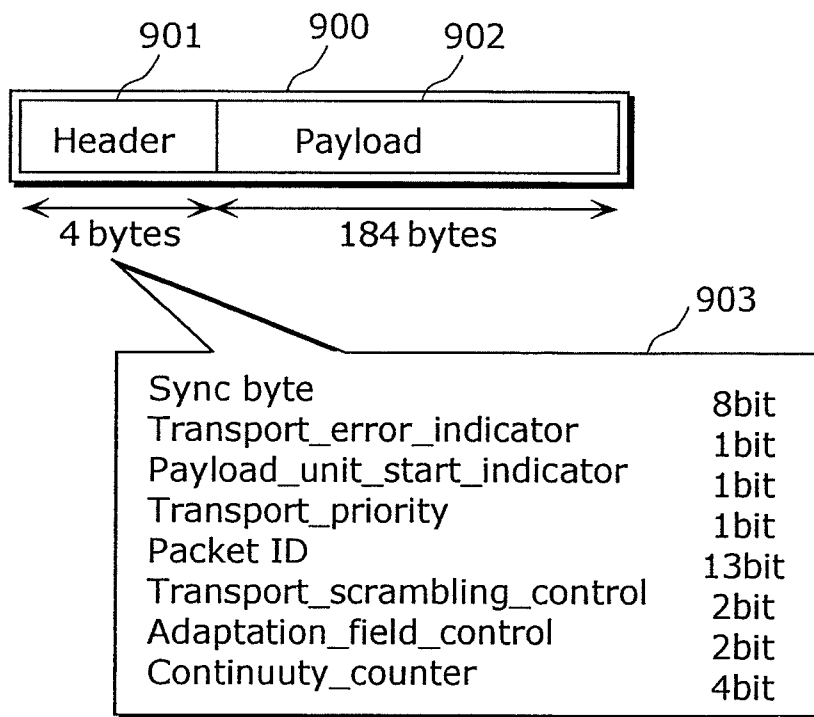 901 900 902
Header Payload
4 bytes 184 bytes
903
Sync byte 8bit
Transport_error_indicator 1bit
Payload_unit_start_indicator 1bit
Transport_priority 1bit
Packet ID 13bit
Transport_scrambling_control 2bit
Adaptation_field_control 2bit
Continuuty_counter 4bit